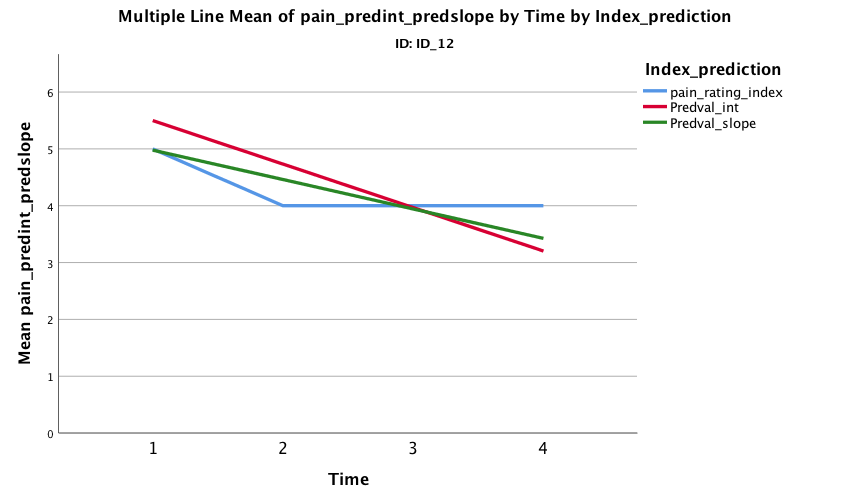 Multiple Line Mean of pain_predint_predslope by Time by Index_prediction
ID: ID_12
Index_prediction
pain_rating_index
Predval_int
Predval_slope
Mean pain_predint_predslope
6
5
4
3
2
1
0
1 2 3 4
Time